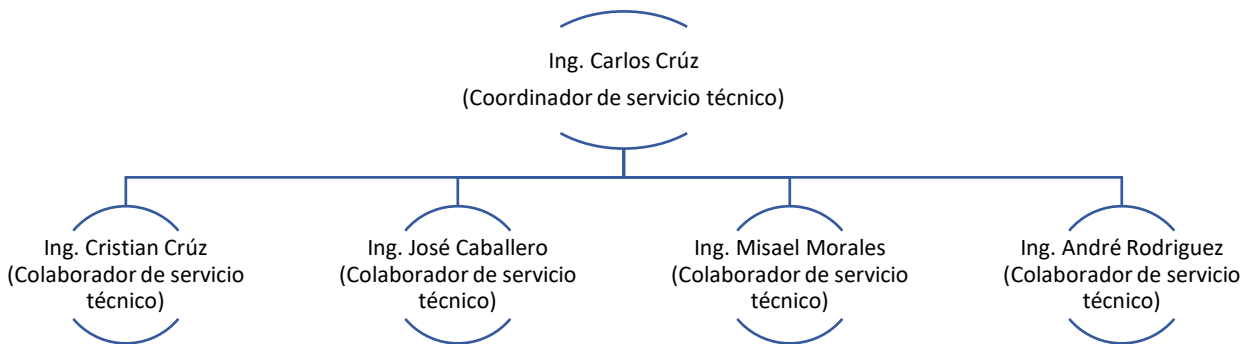 Ing. Carlos Crúz
(Coordinador de servicio técnico)
Ing. Cristian Crúz
(Colaborador de servicio
técnico)
Ing. José Caballero
(Colaborador de servicio
técnico)
Ing. Misael Morales
(Colaborador de servicio
técnico)
Ing. André Rodriguez
(Colaborador de servicio
técnico)